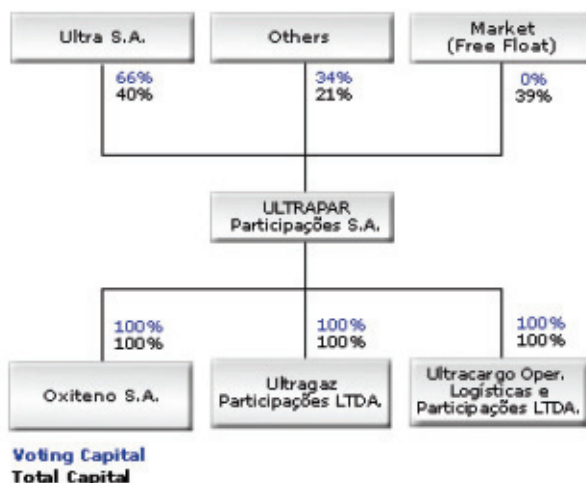 Ultra S.A.
Others
Market
(Free Float)
66%
40%
34%
21%
0%
39%
ULTRAPAR
Participações S.A.
100%
100%
100%
100%
100%
100%
Oxiteno S.A.
Ultragaz
Participações LTDA.
Ultracargo Oper.
Logísticas e
Participações LTDA.
Voting Capital
Total Capital